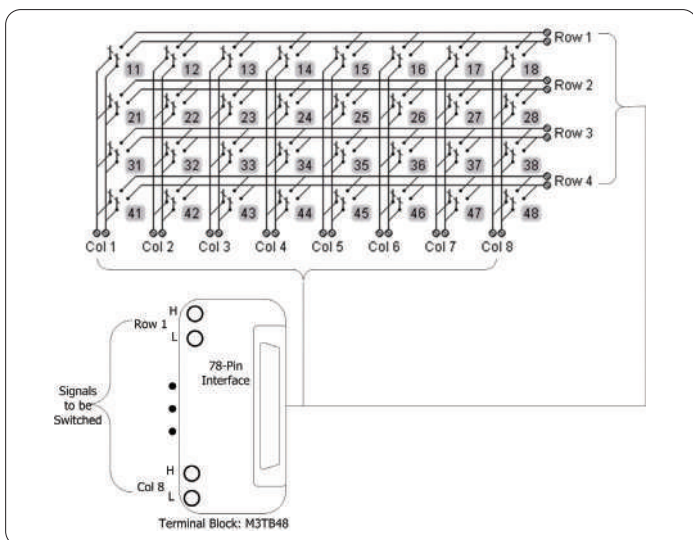 Row 1
11 12 13 14 15 16 17 18
Row 2
21 22 23 24 25 26 27 28
Row 3
31 32 33 34 35 36 37 38
Row 4
41 42 43 44 45 46 47 48
Col 1 Col 2 Col 3 Col 4 Col 5 Col 6 Col 7 Col 8
H
Row 1
L
78-Pin
Interface
Signals
to be
Switched
H
Col 8
L
Terminal Block: M3TB48